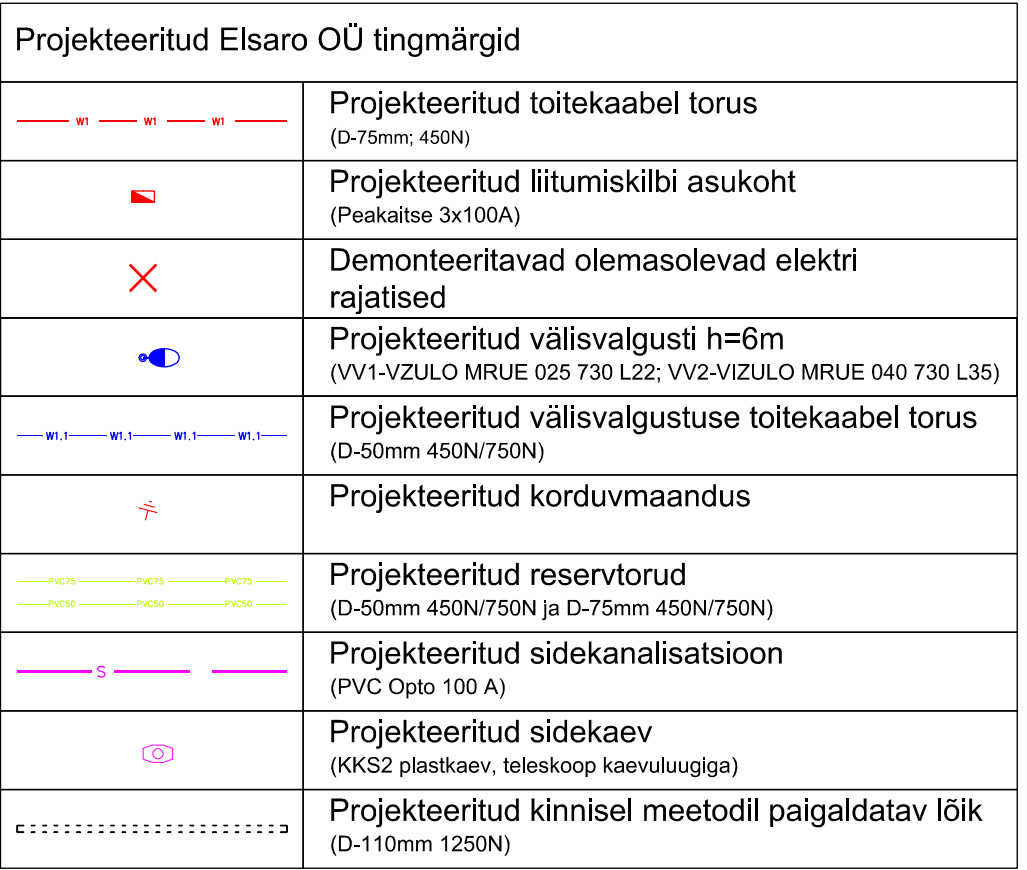 Projekteeritud Elsaro OÜ tingmärgid
W1 W1 W1
Projekteeritud toitekaabel torus
(D-75mm; 450N)
Projekteeritud liitumiskilbi asukoht
(Peakaitse 3x100A)
Demonteeritavad olemasolevad elektri
rajatised
Projekteeritud välisvalgusti h=6m
(VV1-VZULO MRUE 025 730 L22; VV2-VIZULO MRUE 040 730 L35)
W1.1 W1.1 W1.1 W1.1
Projekteeritud välisvalgustuse toitekaabel torus
(D-50mm 450N/750N)
Projekteeritud korduvmaandus
PVC75 PVC75 PVC75
PVC50 PVC50 PVC50
Projekteeritud reservtorud
(D-50mm 450N/750N ja D-75mm 450N/750N)
S
Projekteeritud sidekanalisatsioon
(PVC Opto 100 A)
Projekteeritud sidekaev
(KKS2 plastkaev, teleskoop kaevuluugiga)
Projekteeritud kinnisel meetodil paigaldatav lõik
(D-110mm 1250N)